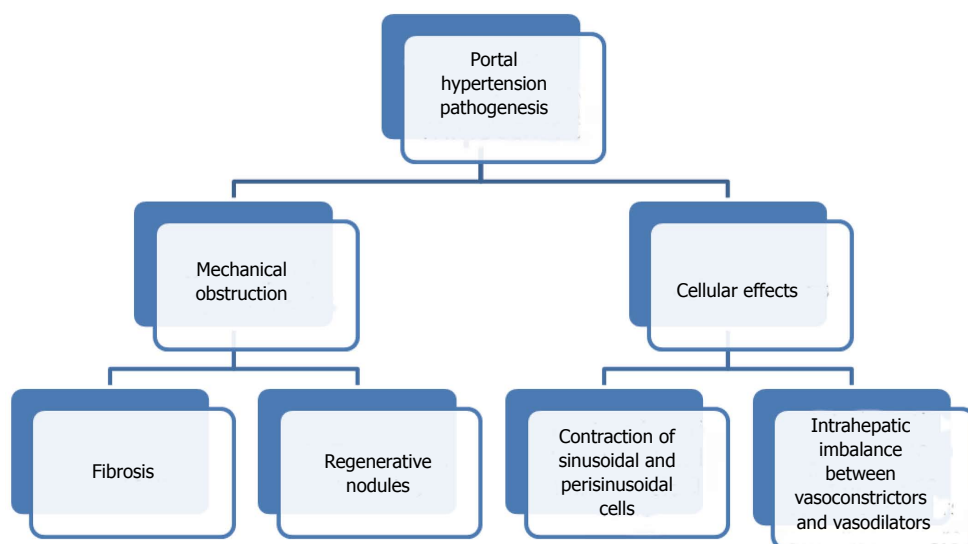 Portal
hypertension
pathogenesis
Mechanical
obstruction
Cellular effects
Fibrosis
Regenerative
nodules
Contraction of
sinusoidal and
perisinusoidal
cells
Intrahepatic
imbalance
between
vasoconstrictors
and vasodilators